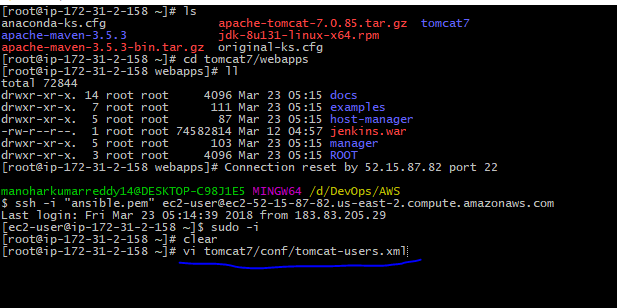 [root@ip-172-31-2-158 ~]# ls
anaconda-ks.cfg apache-tomcat-7.0.85.tar.gz tomcat7
apache-maven-3.5.3 jdk-8u131-linux-x64.rpm
apache-maven-3.5.3-bin.tar.gz original-ks.cfg
[root@ip-172-31-2-158 ~]# cd tomcat7/webapps
[root@ip-172-31-2-158 webapps]# ll
total 72844
drwxr-xr-x. 14 root root 4096 Mar 23 05:15 docs
drwxr-xr-x. 7 root root 111 Mar 23 05:15 examples
drwxr-xr-x. 5 root root 87 Mar 23 05:15 host-manager
-rw-r--r--. 1 root root 74582814 Mar 12 04:57 jenkins.war
drwxr-xr-x. 5 root root 103 Mar 23 05:15 manager
drwxr-xr-x. 3 root root 4096 Mar 23 05:15 ROOT
[root@ip-172-31-2-158 webapps]# Connection reset by 52.15.87.82 port 22
manoharkumarreddy14@DESKTOP-C98J1E5 MINGW64 /d/DevOps/AWS
$ ssh -i "ansible.pem" ec2-user@ec2-52-15-87-82.us-east-2.compute.amazonaws.com
Last login: Fri Mar 23 05:14:39 2018 from 183.83.205.29
[ec2-user@ip-172-31-2-158 ~]$ sudo -i
[root@ip-172-31-2-158 ~]# clear
[root@ip-172-31-2-158 ~]# vi tomcat7/conf/tomcat-users.xml